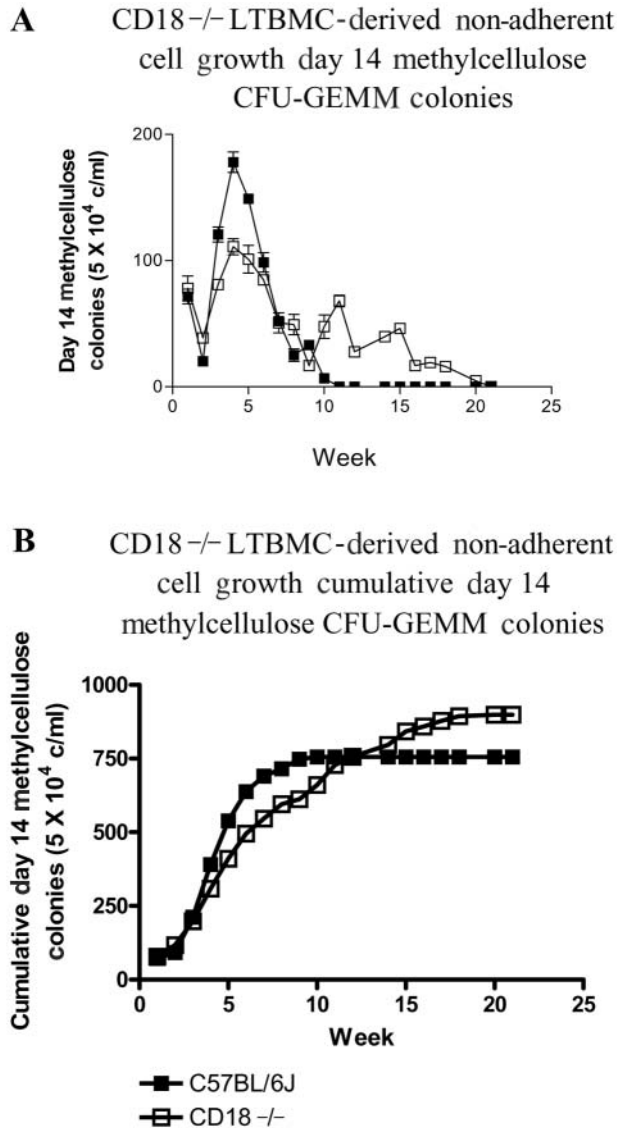 A
CD18 −/− LTBMC-derived non-adherent
cell growth day 14 methylcellulose
CFU-GEMM colonies
Day 14 methylcellulose
colonies (5 X 10⁴ c/ml)
200
100
0
0
5
10
15
20
25
Week
B
CD18 −/− LTBMC-derived non-adherent
cell growth cumulative day 14
methylcellulose CFU-GEMM colonies
Cumulative day 14 methylcellulose
colonies (5 X 10⁴ c/ml)
1000
750
500
250
0
0
5
10
15
20
25
Week
C57BL/6J
CD18 −/−